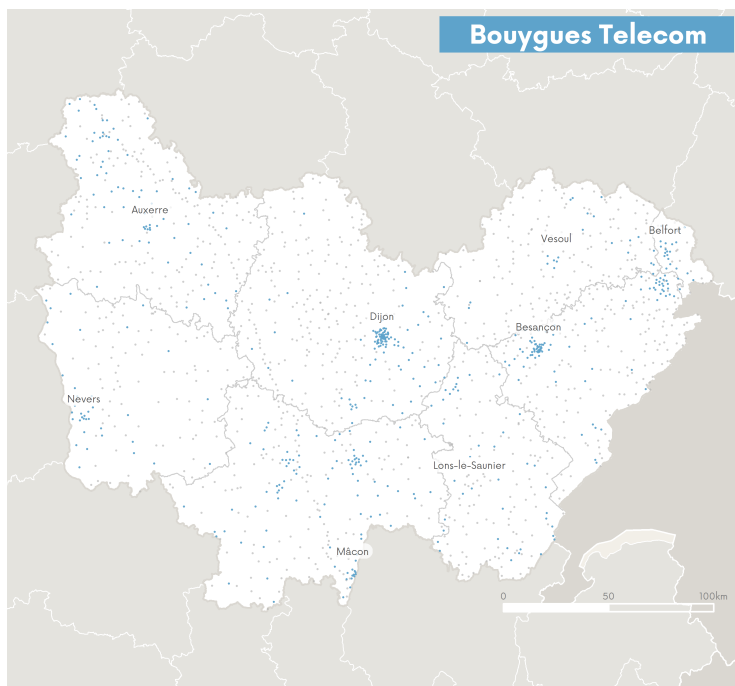 Bouygues Telecom
Auxerre
Belfort
Vesoul
Dijon
Besançon
Nevers
Lons-le-Saunier
Mâcon
0 50 100km